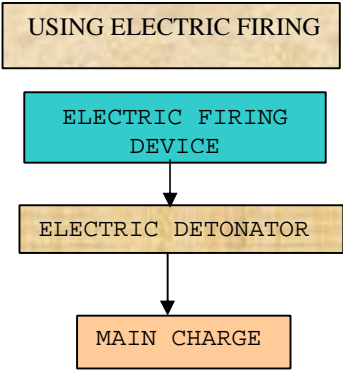 USING ELECTRIC FIRING
ELECTRIC FIRING
DEVICE
ELECTRIC DETONATOR
MAIN CHARGE